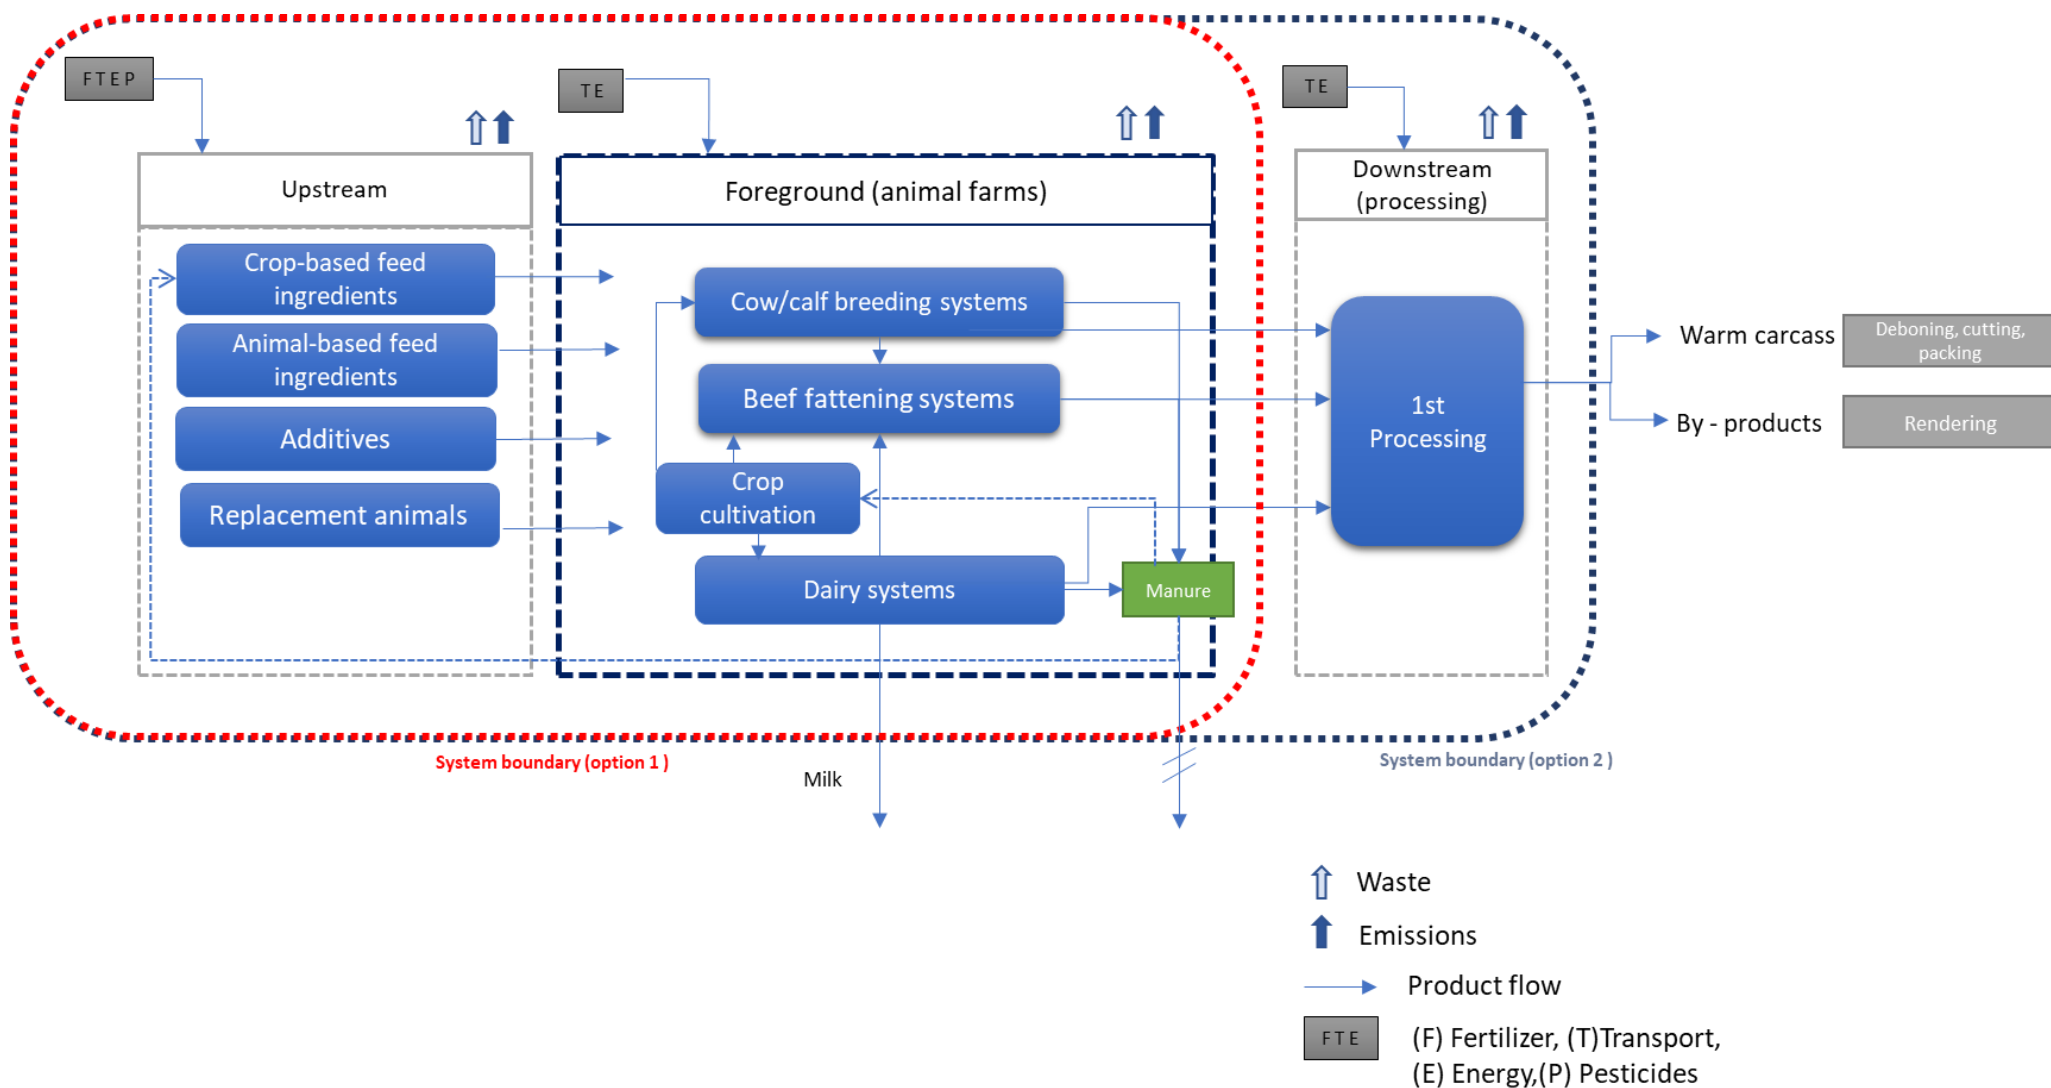 FTEP
TE
TE
Upstream
Foreground (animal farms)
Downstream
(processing)
Crop-based feed
ingredients
Animal-based feed
ingredients
Additives
Replacement animals
Cow/calf breeding systems
Beef fattening systems
Crop
cultivation
Dairy systems
Manure
1st
Processing
Warm carcass
Deboning, cutting,
packing
By - products
Rendering
System boundary (option 1 )
System boundary (option 2 )
Milk
Waste
Emissions
Product flow
FTE
(F) Fertilizer, (T)Transport,
(E) Energy,(P) Pesticides